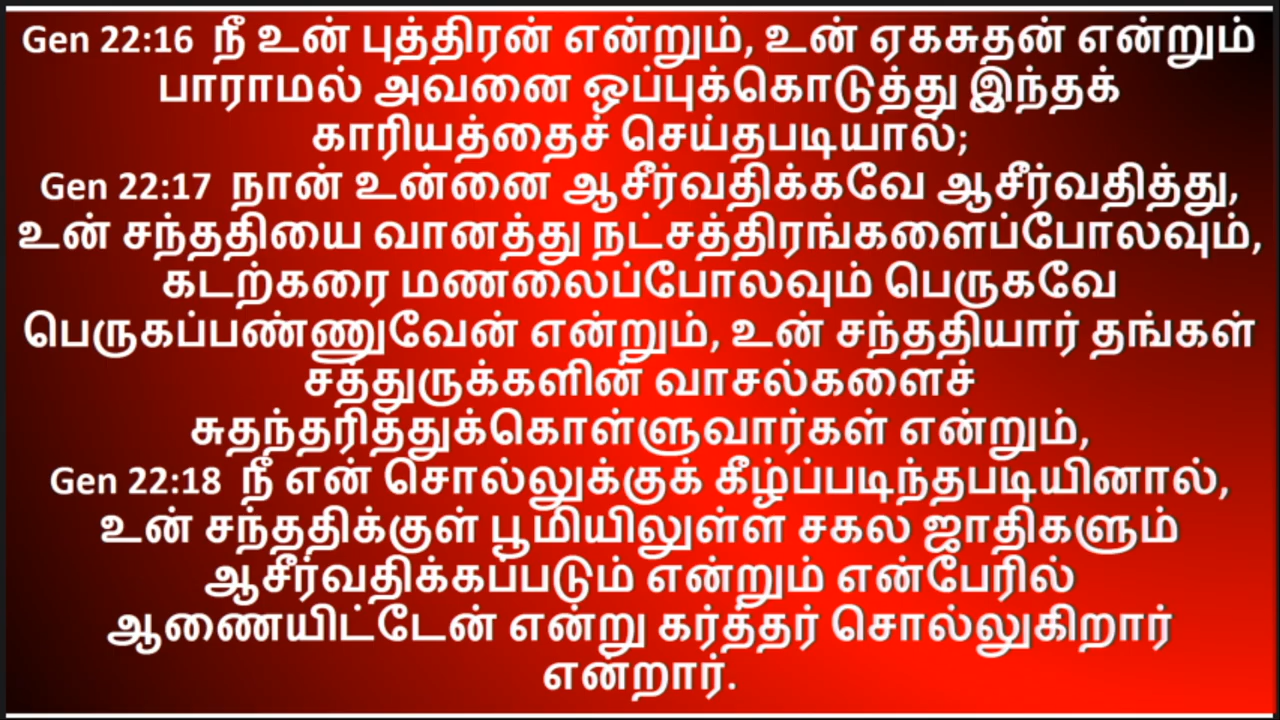 Gen 22:16 நீ உன் புத்திரன் என்றும், உன் ஏகசுதன் என்றும்
பாராமல் அவனை ஒப்புக்கொடுத்து இந்தக்
காரியத்தைச் செய்தபடியால்;
Gen 22:17 நான் உன்னை ஆசீர்வதிக்கவே ஆசீர்வதித்து,
உன் சந்ததியை வானத்து நட்சத்திரங்களைப்போலவும்,
கடற்கரை மணலைப்போலவும் பெருகவே
பெருகப்பண்ணுவேன் என்றும், உன் சந்ததியார் தங்கள்
சத்துருக்களின் வாசல்களைச்
சுதந்தரித்துக்கொள்ளுவார்கள் என்றும்,
Gen 22:18 நீ என் சொல்லுக்குக் கீழ்ப்படிந்தபடியினால்,
உன் சந்ததிக்குள் பூமியிலுள்ள சகல ஜாதிகளும்
ஆசீர்வதிக்கப்படும் என்றும் என்பேரில்
ஆணையிட்டேன் என்று கர்த்தர் சொல்லுகிறார்
என்றார்.